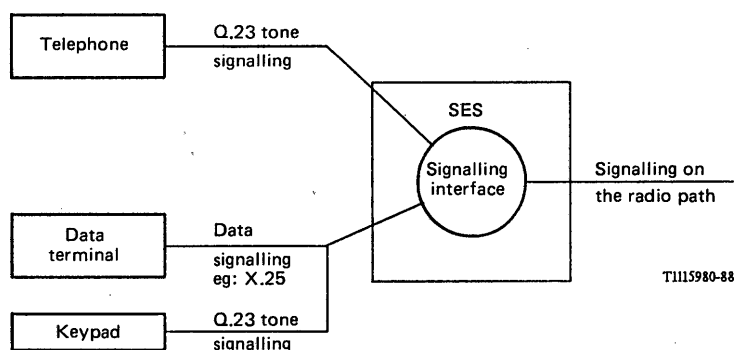 Telephone
Q.23 tone
signalling
SES
Signalling
interface
Signalling on
the radio path
Data
terminal
Data
signalling
eg: X.25
T1115980-88
Keypad
Q.23 tone
signalling